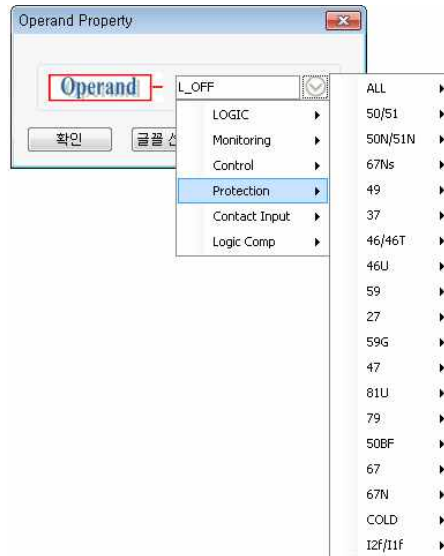 Operand Property
Operand
L_OFF
확인
글꼴
LOGIC
Monitoring
Control
Protection
Contact Input
Logic Comp
ALL
50/51
50N/51N
67Ns
49
37
46/46T
46U
59
27
59G
47
81U
79
50BF
67
67N
COLD
I2f/I1f